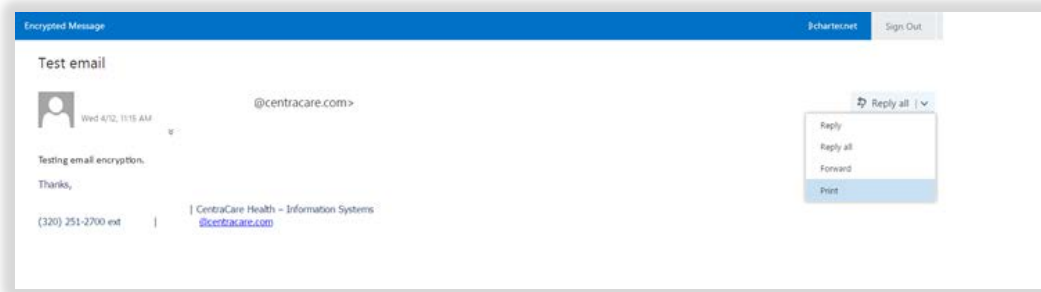 Encrypted Message
@charter.net
Sign Out
Test email
@centracare.com>
Reply all
Wed 4/12, 11:15 AM
Reply
Reply all
Forward
Print
Testing email encryption.
Thanks,
| CentraCare Health – Information Systems
(320) 251-2700 ext | @centracare.com